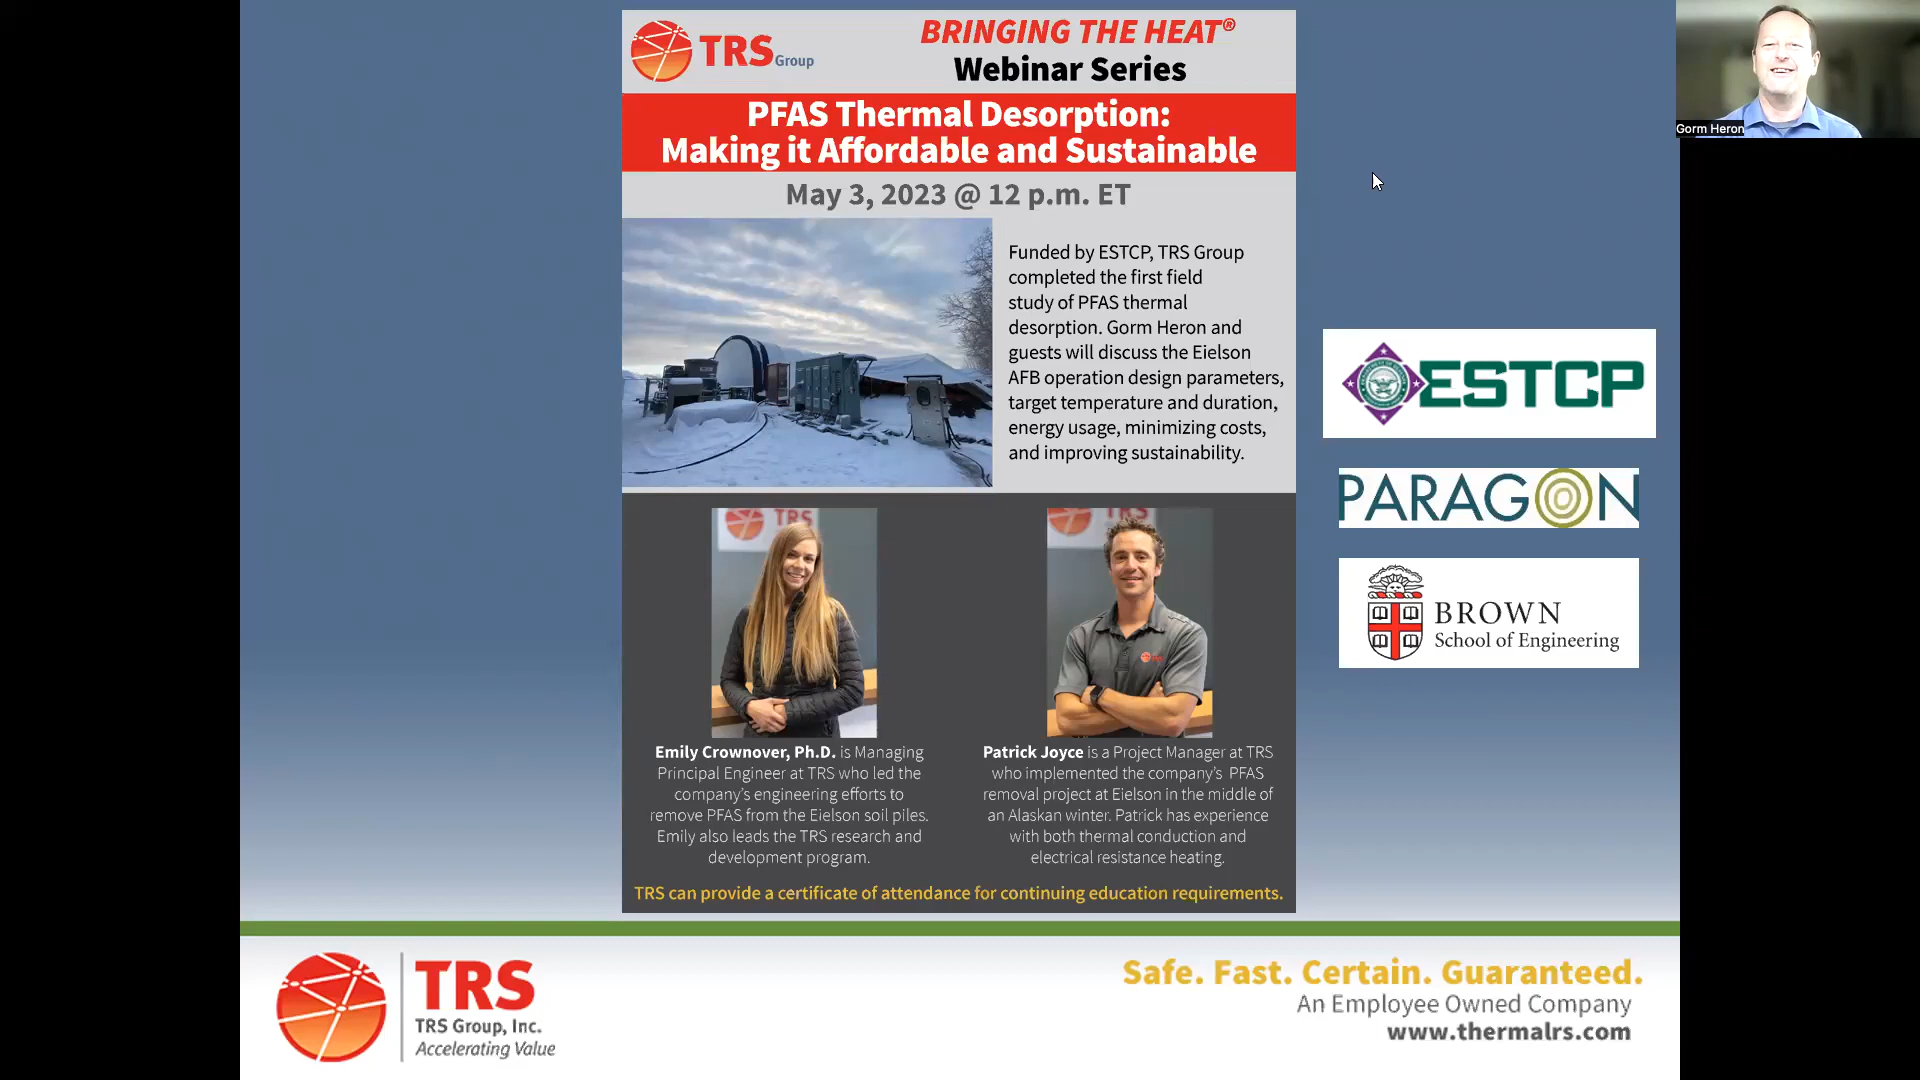 TRS Group
BRINGING THE HEAT®
Webinar Series
PFAS Thermal Desorption:
Making it Affordable and Sustainable
May 3, 2023 @ 12 p.m. ET
Funded by ESTCP, TRS Group
completed the first field
study of PFAS thermal
desorption. Gorm Heron and
guests will discuss the Eielson
AFB operation design parameters,
target temperature and duration,
energy usage, minimizing costs,
and improving sustainability.
TRS
TRS
Emily Crownover, Ph.D. is Managing
Principal Engineer at TRS who led the
company's engineering efforts to
remove PFAS from the Eielson soil piles.
Emily also leads the TRS research and
development program.
Patrick Joyce is a Project Manager at TRS
who implemented the company's PFAS
removal project at Eielson in the middle of
an Alaskan winter. Patrick has experience
with both thermal conduction and
electrical resistance heating.
TRS can provide a certificate of attendance for continuing education requirements.
Gorm Heron
ESTCP
PARAGON
BROWN
School of Engineering
TRS
TRS Group, Inc.
Accelerating Value
Safe. Fast. Certain. Guaranteed.
An Employee Owned Company
www.thermalrs.com